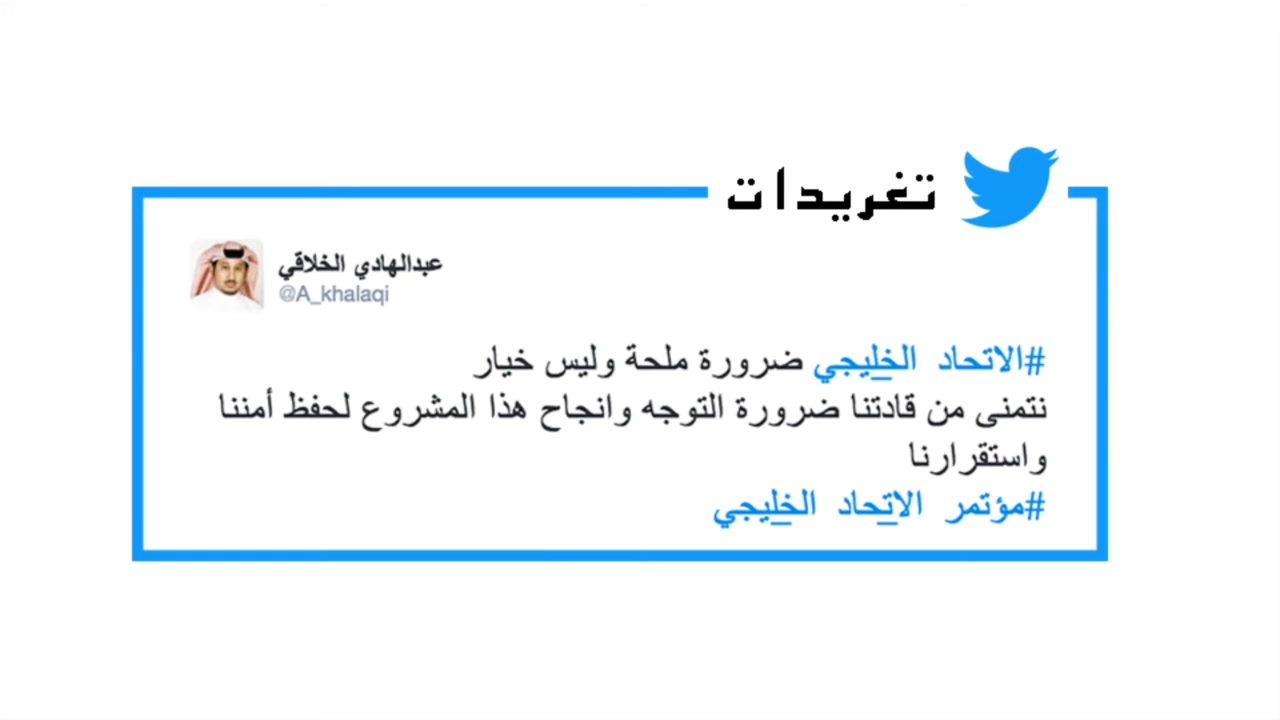 تغريدات
عبدالهادي الخلاقي
@A_khalaqi
#الاتحاد_الخليجي ضرورة ملحة وليس خيار
نتمنى من قادتنا ضرورة التوجه وانجاح هذا المشروع لحفظ أمننا
واستقرارنا
#مؤتمر_الاتحاد_الخليجي